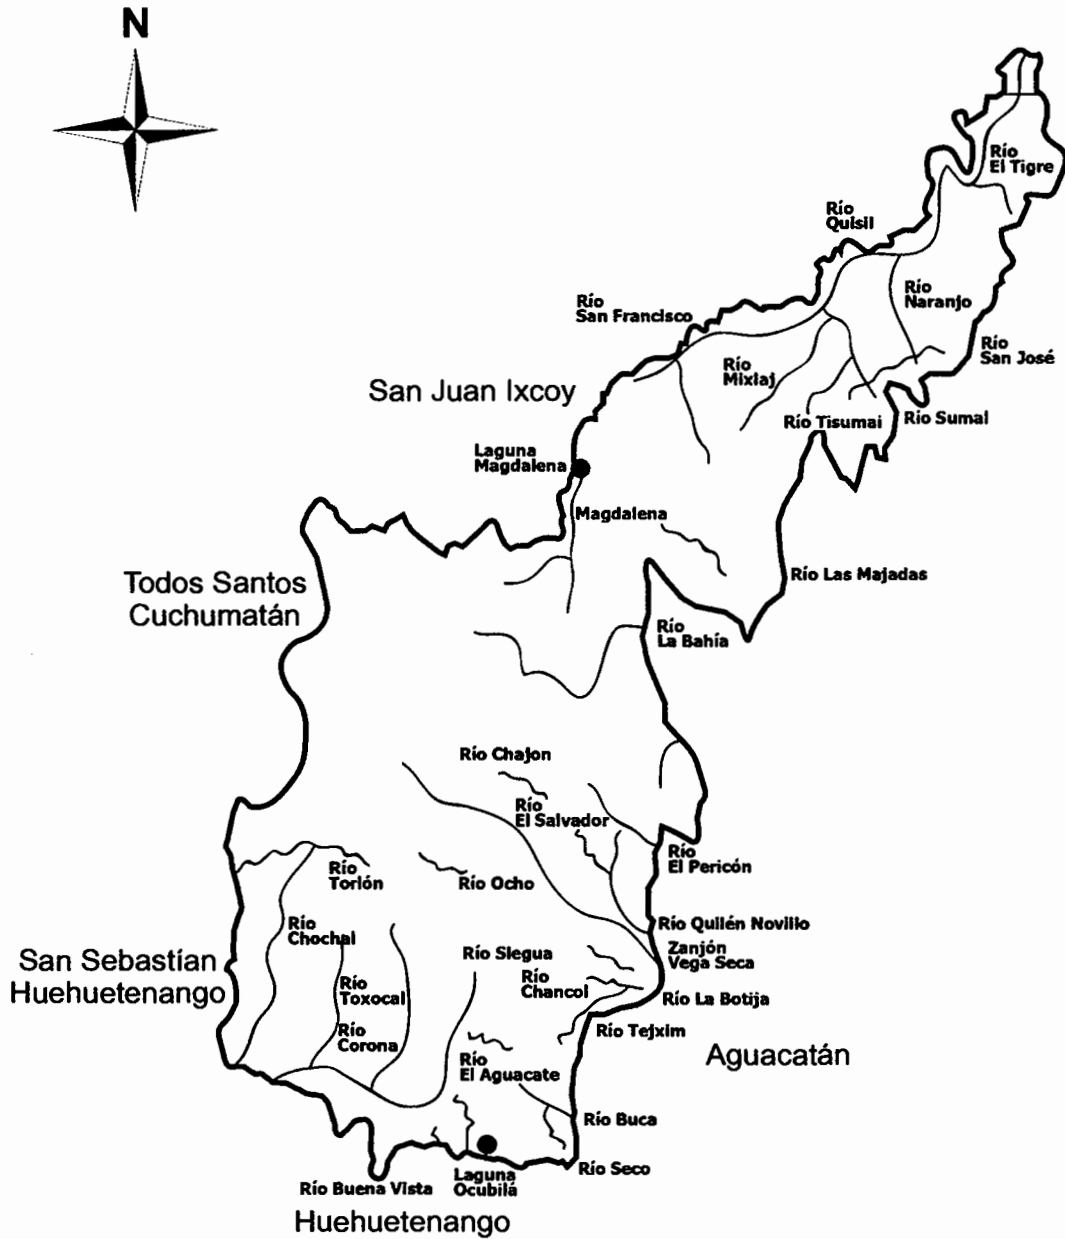 N
Río
El Tigre
Río
Quisil
Río
Naranjo
Río
San Francisco
Río
San José
Río
Mixlaj
San Juan Ixcoy
Río Tisumai
Río Sumal
Laguna
Magdalena
Magdalena
Río Las Majadas
Todos Santos
Cuchumatán
Río
La Bahía
Río Chajon
Río
El Salvador
Río
El Pericón
Río
Torlón
Río Ocho
Río Quilén Novillo
Río
Chochal
Zanjón
Vega Seca
Río Slegua
San Sebastían
Huehuetenango
Río
Chancol
Río
Toxocal
Río La Botija
Río
Corona
Río Tejxim
Aguacatán
Río
El Aguacate
Río Buca
Río Seco
Laguna
Ocubilá
Río Buena Vista
Huehuetenango